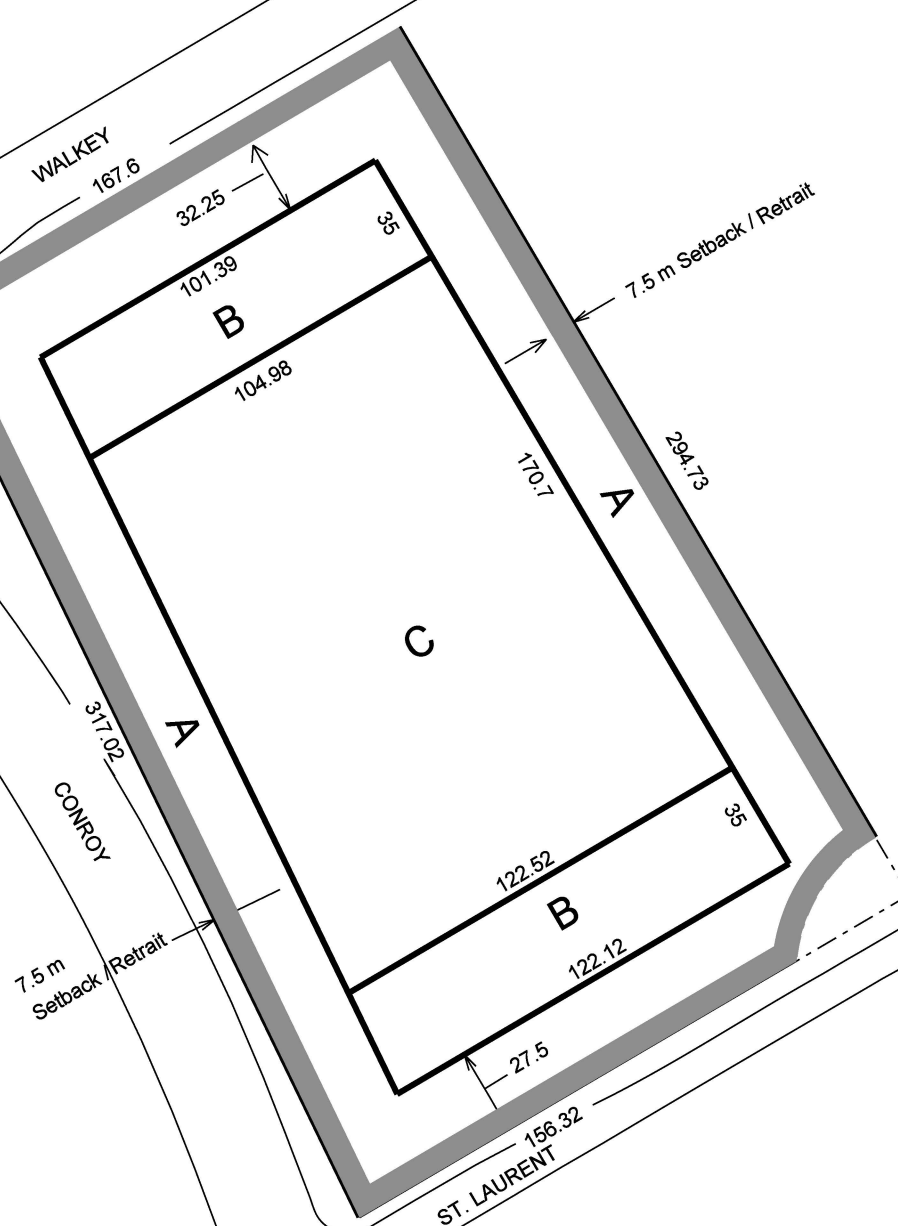 WALKEY
167.6
32.25
35
7.5 m Setback / Retrait
101.39
B
104.98
294.73
170.7
A
C
317.02
A
CONROY
35
122.52
B
122.12
7.5 m
Setback / Retrait
27.5
156.32
ST. LAURENT